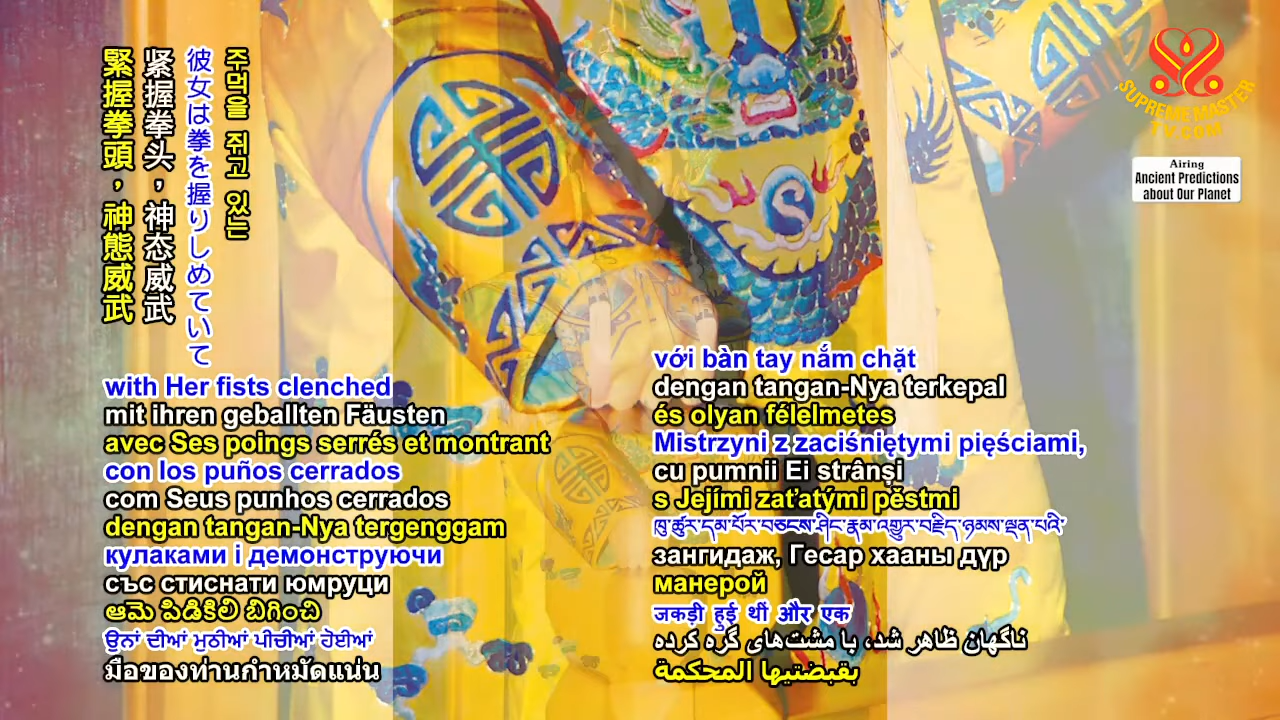 緊握拳頭，神態威武
紧握拳头，神态威武
彼女は拳を握りしめていて
주먹을 쥐고 있는
with Her fists clenched
mit ihren geballten Fäusten
avec Ses poings serrés et montrant
con los puños cerrados
com Seus punhos cerrados
dengan tangan-Nya tergenggam
кулаками і демонструючи
със стиснати юмруци
ఆమె పిడికిలి బిగించి
ਉਨਾਂ ਦੀਆਂ ਮੁਠੀਆਂ ਪੀਚੀਆਂ ਹੋਈਆਂ
มือของท่านกำหมัดแน่น
với bàn tay nắm chặt
dengan tangan-Nya terkepal
és olyan félelmetes
Mistrzyni z zaciśniętymi pięściami,
cu pumnii Ei strânși
s Jejími zaťatými pěstmi
ཁུ་ཚུར་དམ་པོར་བཅངས་ཤིང་རྣམ་འགྱུར་བརྗིད་ཉམས་ལྡན་པའི་
зангидаж, Гесар хааны дүр
манерой
जकड़ी हुई थीं और एक
ناگهان ظاهر شد، با مشت‌های گره کرده
بقبضتيها المحكمة
SUPREME MASTER
TV.COM
Airing
Ancient Predictions
about Our Planet